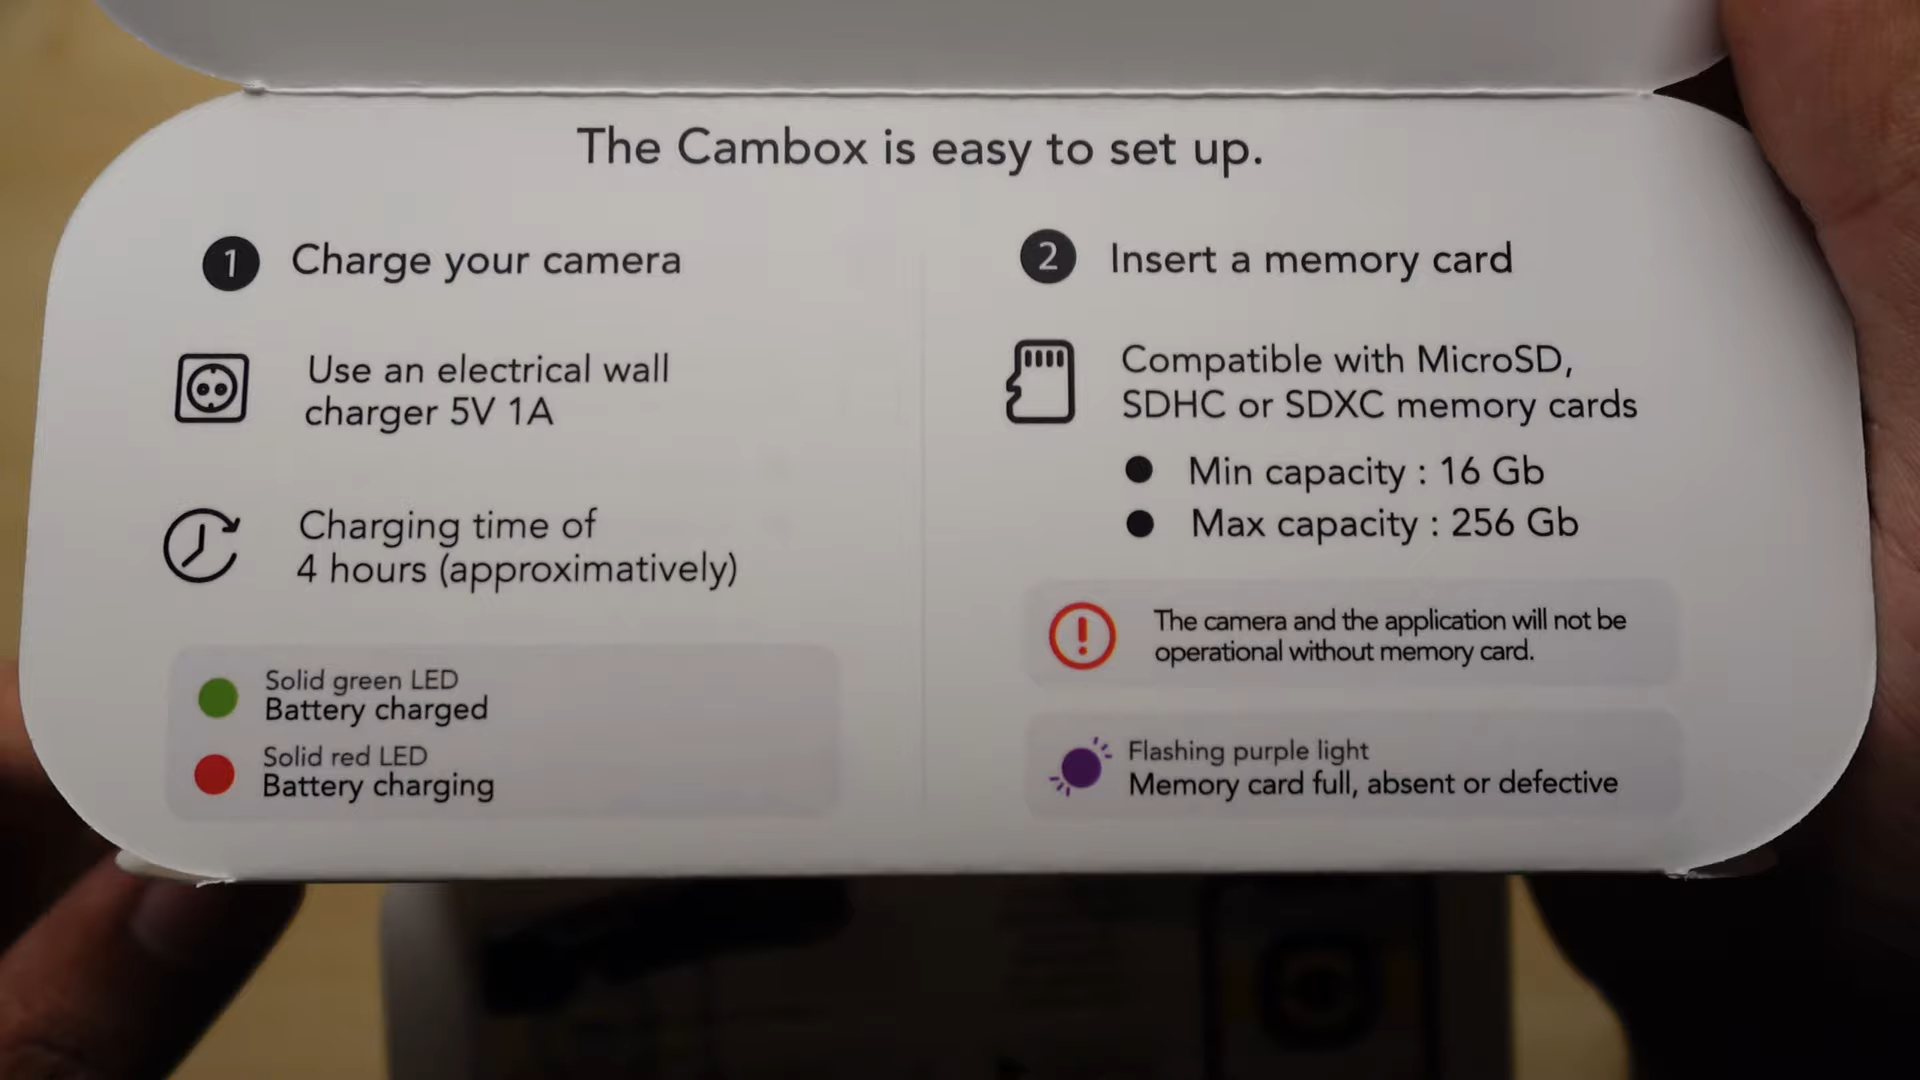 The Cambox is easy to set up.
1 Charge your camera
Use an electrical wall
charger 5V 1A
Charging time of
4 hours (approximatively)
Solid green LED
Battery charged
Solid red LED
Battery charging
2 Insert a memory card
Compatible with MicroSD,
SDHC or SDXC memory cards
● Min capacity : 16 Gb
● Max capacity : 256 Gb
The camera and the application will not be
operational without memory card.
Flashing purple light
Memory card full, absent or defective